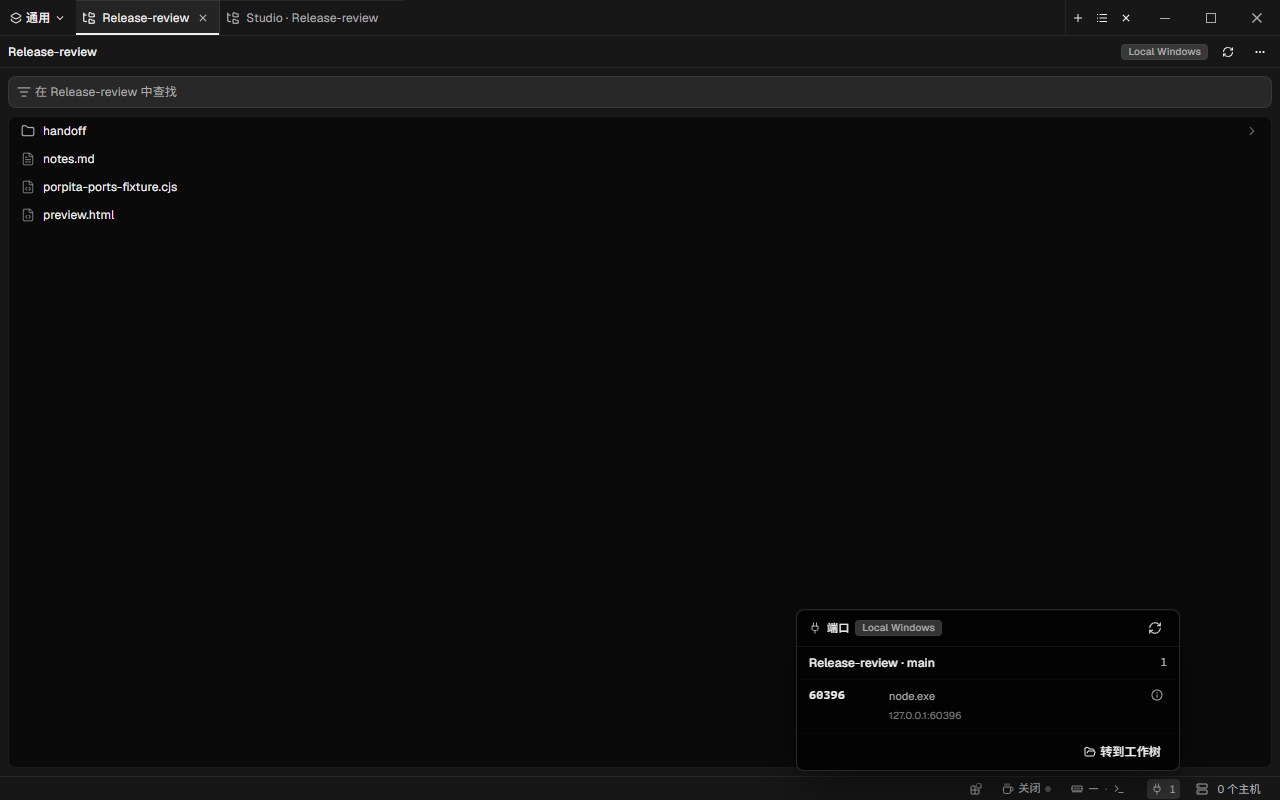 通用
Release-review
Studio · Release-review
Release-review
Local Windows
在 Release-review 中查找
handoff
notes.md
porpita-ports-fixture.cjs
preview.html
端口 Local Windows
Release-review · main 1
60396 node.exe
127.0.0.1:60396
转到工作树
关闭
1
0 个主机